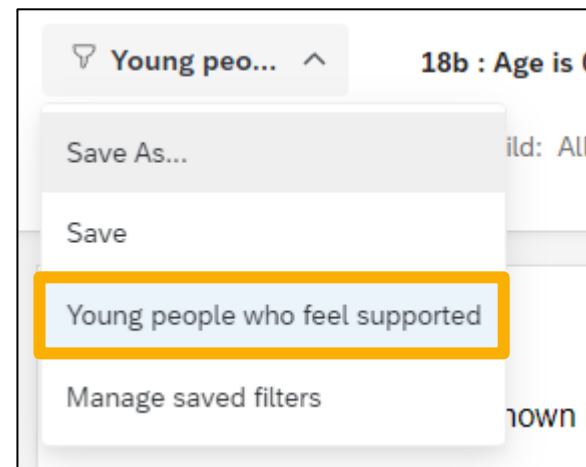 Young peo...
18b : Age is
Save As...
ild: All
Save
Young people who feel supported
Manage saved filters
nown